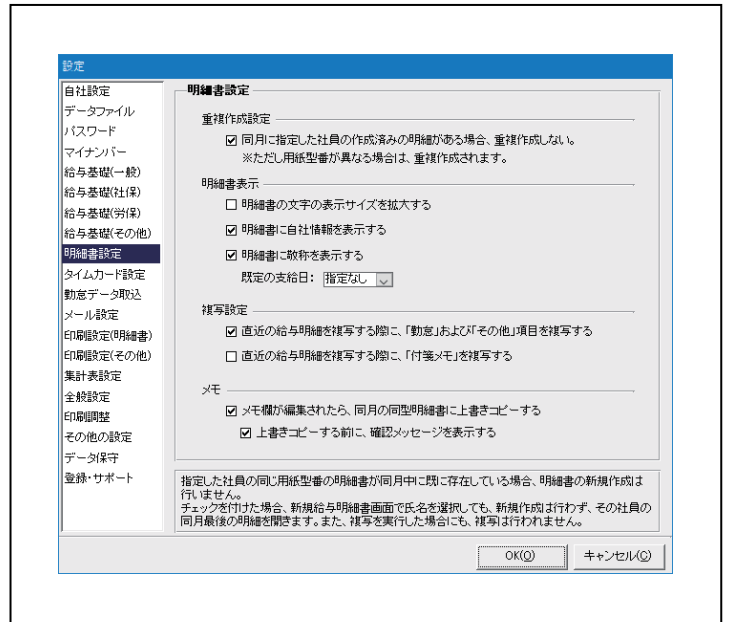 設定
自社設定
データファイル
パスワード
マイナンバー
給与基礎(一般)
給与基礎(社保)
給与基礎(労保)
給与基礎(その他)
明細書設定
タイムカード設定
勤怠データ取込
メール設定
印刷設定(明細書)
印刷設定(その他)
集計表設定
全般設定
印刷調整
その他の設定
データ保守
登録・サポート
明細書設定
重複作成設定
同月に指定した社員の作成済みの明細がある場合、重複作成しない。
※ただし用紙型番が異なる場合は、重複作成されます。
明細書表示
明細書の文字の表示サイズを拡大する
明細書に自社情報を表示する
明細書に敬称を表示する
既定の支給日： 指定なし
複写設定
直近の給与明細を複写する際に、「勤怠」および「その他」項目を複写する
直近の給与明細を複写する際に、「付箋メモ」を複写する
メモ
メモ欄が編集されたら、同月の同型明細書に上書きコピーする
上書きコピーする前に、確認メッセージを表示する
指定した社員の同じ用紙型番の明細書が同月中に既に存在している場合、明細書の新規作成は
行いません。
チェックを付けた場合、新規給与明細書画面で氏名を選択しても、新規作成は行わず、その社員の
同月最後の明細を開きます。また、複写を実行した場合にも、複写は行われません。
OK(O)
キャンセル(C)